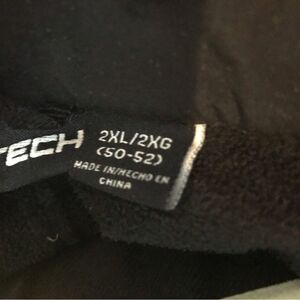 TECH
2XL/2XG
(50-52)
MADE IN/HECHO EN
CHINA